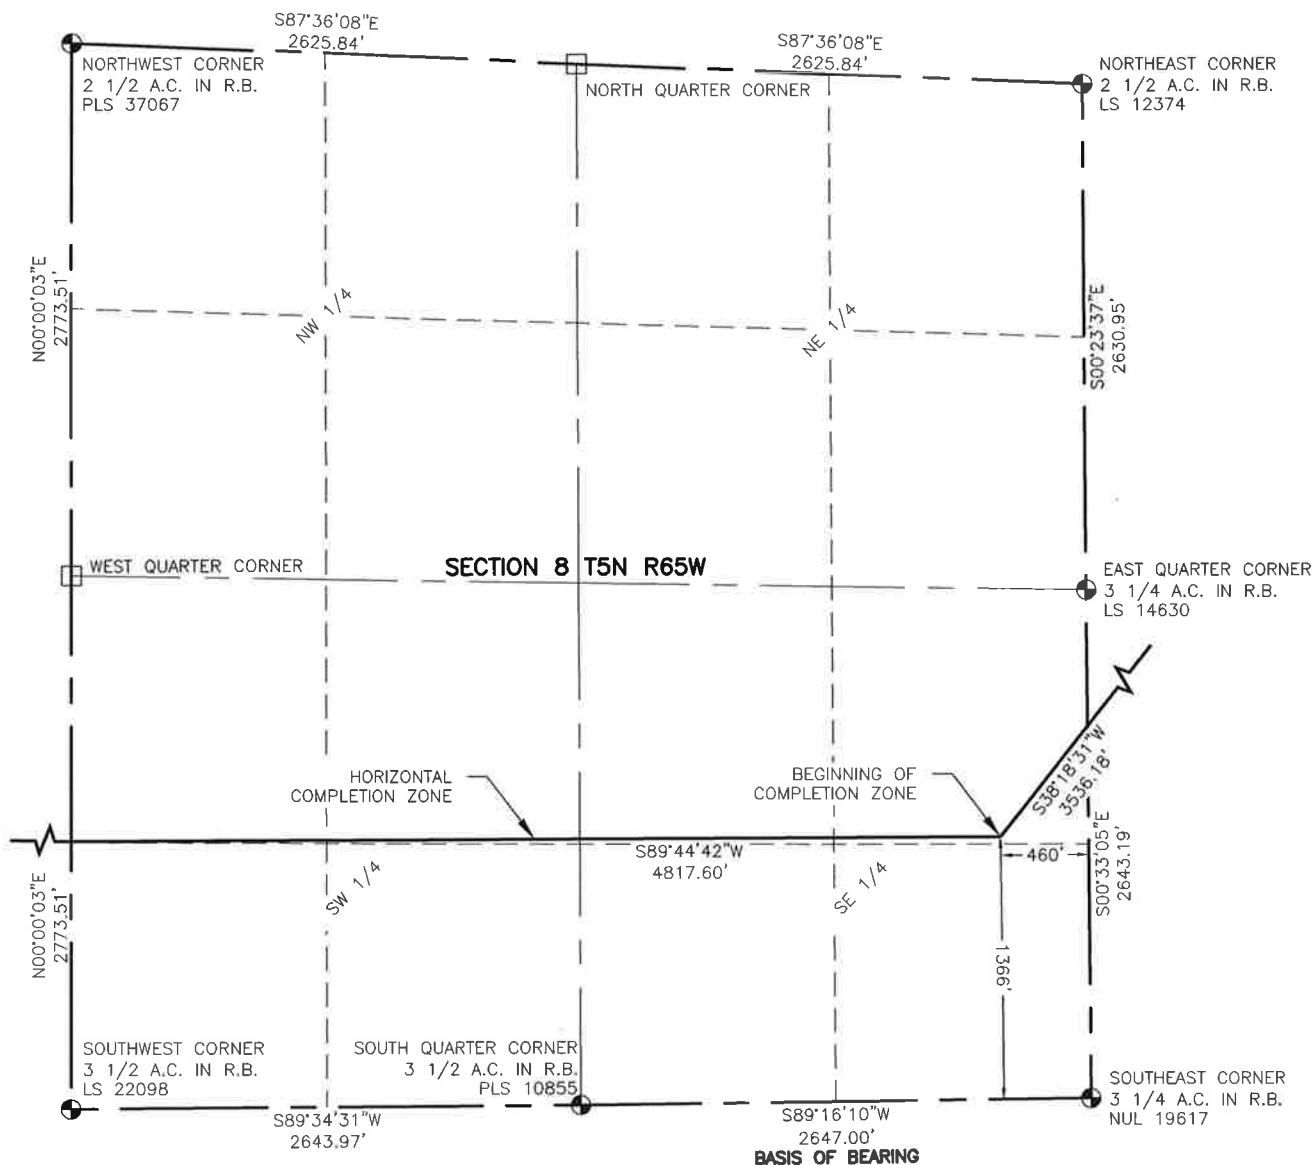 S87°36'08"E
2625.84'
S87°36'08"E
2625.84'
NORTHWEST CORNER
2 1/2 A.C. IN R.B.
PLS 37067
NORTH QUARTER CORNER
NORTHEAST CORNER
2 1/2 A.C. IN R.B.
LS 12374
N00°00'03"E
2773.51'
NW 1/4
NE 1/4
S00°23'37"E
2630.95'
WEST QUARTER CORNER
SECTION 8 T5N R65W
EAST QUARTER CORNER
3 1/4 A.C. IN R.B.
LS 14630
HORIZONTAL
COMPLETION ZONE
BEGINNING OF
COMPLETION ZONE
S38°18'31"W
3536.18'
S89°44'42"W
4817.60'
460'
N00°00'03"E
2773.51'
SW 1/4
SE 1/4
S00°33'05"E
2643.19'
1366'
SOUTHWEST CORNER
3 1/2 A.C. IN R.B.
LS 22098
SOUTH QUARTER CORNER
3 1/2 A.C. IN R.B.
PLS 10855
SOUTHEAST CORNER
3 1/4 A.C. IN R.B.
NUL 19617
S89°34'31"W
2643.97'
S89°16'10"W
2647.00'
BASIS OF BEARING